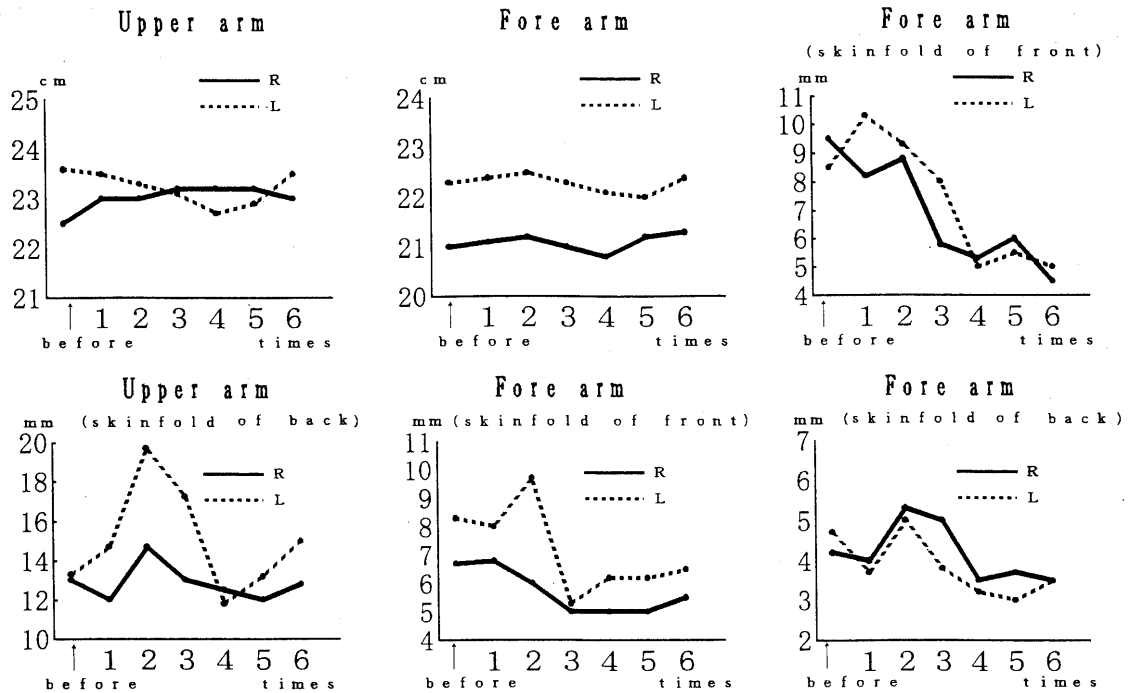 Upper arm
cm
R
L
25
24
23
22
21
1 2 3 4 5 6
before times
Fore arm
cm
R
L
24
23
22
21
20
1 2 3 4 5 6
before times
Fore arm
(skinfold of front)
mm
R
L
11
10
9
8
7
6
5
4
1 2 3 4 5 6
before times
Upper arm
mm (skinfold of back)
R
L
20
18
16
14
12
10
1 2 3 4 5 6
before times
Fore arm
mm (skinfold of front)
R
L
11
10
9
8
7
6
5
4
1 2 3 4 5 6
before times
Fore arm
mm (skinfold of back)
R
L
7
6
5
4
3
2
1 2 3 4 5 6
before times